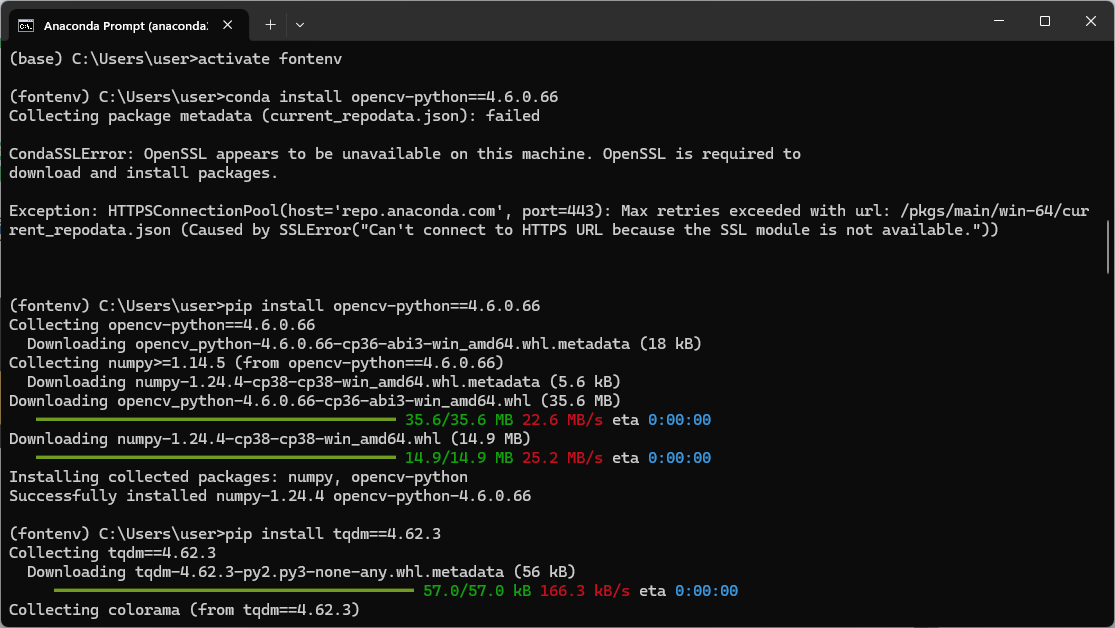 Anaconda Prompt (anaconda
(base) C:\Users\user>activate fontenv
(fontenv) C:\Users\user>conda install opencv-python==4.6.0.66
Collecting package metadata (current_repodata.json): failed
CondaSSLError: OpenSSL appears to be unavailable on this machine. OpenSSL is required to
download and install packages.
Exception: HTTPSConnectionPool(host='repo.anaconda.com', port=443): Max retries exceeded with url: /pkgs/main/win-64/cur
rent_repodata.json (Caused by SSLError("Can't connect to HTTPS URL because the SSL module is not available."))
(fontenv) C:\Users\user>pip install opencv-python==4.6.0.66
Collecting opencv-python==4.6.0.66
Downloading opencv_python-4.6.0.66-cp36-abi3-win_amd64.whl.metadata (18 kB)
Collecting numpy>=1.14.5 (from opencv-python==4.6.0.66)
Downloading numpy-1.24.4-cp38-cp38-win_amd64.whl.metadata (5.6 kB)
Downloading opencv_python-4.6.0.66-cp36-abi3-win_amd64.whl (35.6 MB)
35.6/35.6 MB 22.6 MB/s eta 0:00:00
Downloading numpy-1.24.4-cp38-cp38-win_amd64.whl (14.9 MB)
14.9/14.9 MB 25.2 MB/s eta 0:00:00
Installing collected packages: numpy, opencv-python
Successfully installed numpy-1.24.4 opencv-python-4.6.0.66
(fontenv) C:\Users\user>pip install tqdm==4.62.3
Collecting tqdm==4.62.3
Downloading tqdm-4.62.3-py2.py3-none-any.whl.metadata (56 kB)
57.0/57.0 kB 166.3 kB/s eta 0:00:00
Collecting colorama (from tqdm==4.62.3)